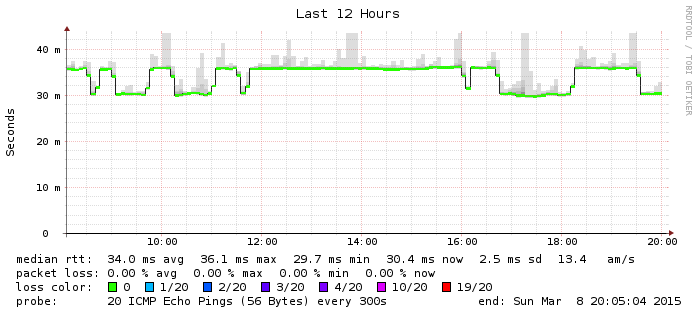 Last 12 Hours
RRDTOOL / TOBI OETIKER
Seconds
40 m
30 m
20 m
10 m
0
10:00 12:00 14:00 16:00 18:00 20:00
median rtt: 34.0 ms avg 36.1 ms max 29.7 ms min 30.4 ms now 2.5 ms sd 13.4 am/s
packet loss: 0.00 % avg 0.00 % max 0.00 % min 0.00 % now
loss color: 0 1/20 2/20 3/20 4/20 10/20 19/20
probe: 20 ICMP Echo Pings (56 Bytes) every 300s end: Sun Mar 8 20:05:04 2015